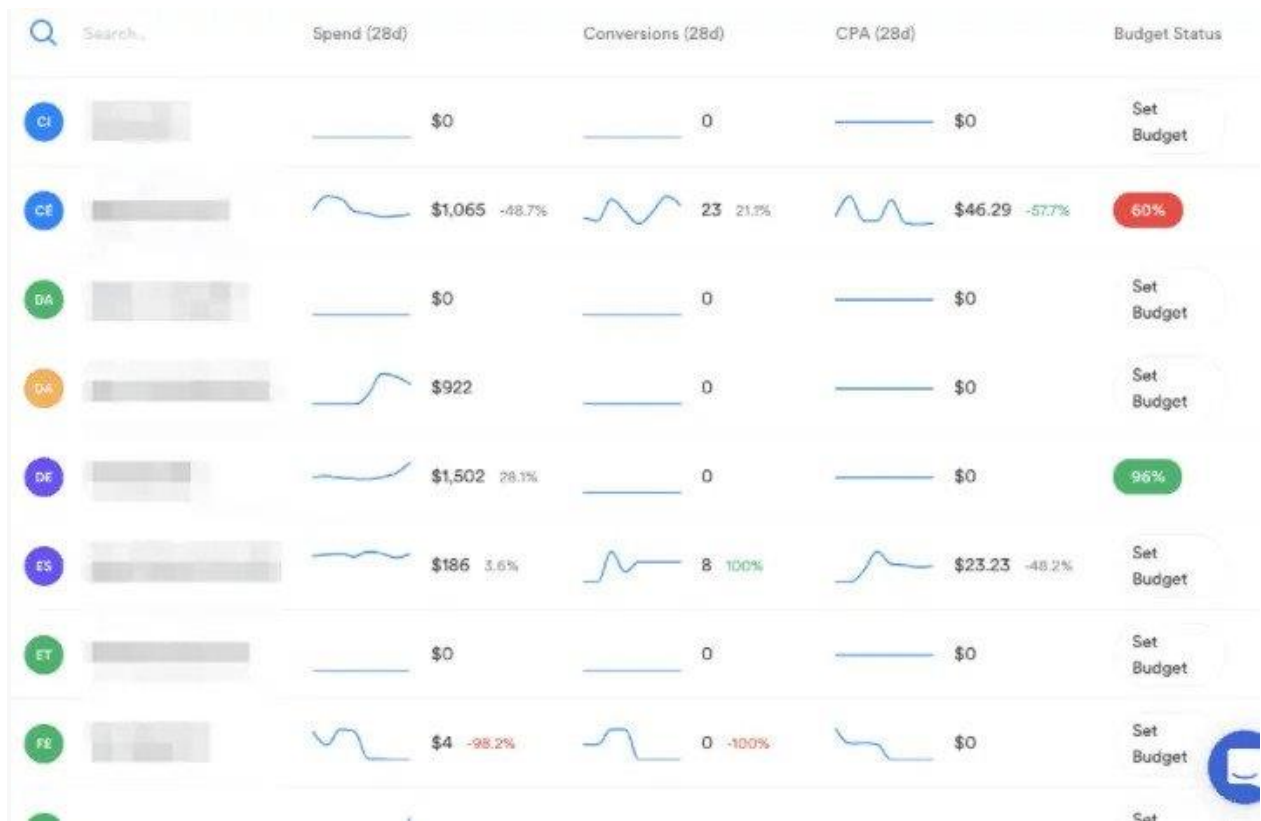 Search..
Spend (28d) Conversions (28d) CPA (28d) Budget Status
CI $0 0 $0 Set
Budget
CE $1,065 -48.7% 23 21.1% $46.29 -57.7% 60%
DA $0 0 $0 Set
Budget
DA $922 0 $0 Set
Budget
DE $1,502 28.1% 0 $0 96%
ES $186 3.6% 8 100% $23.23 -48.2% Set
Budget
ET $0 0 $0 Set
Budget
FE $4 -98.2% 0 -100% $0 Set
Budget
Set